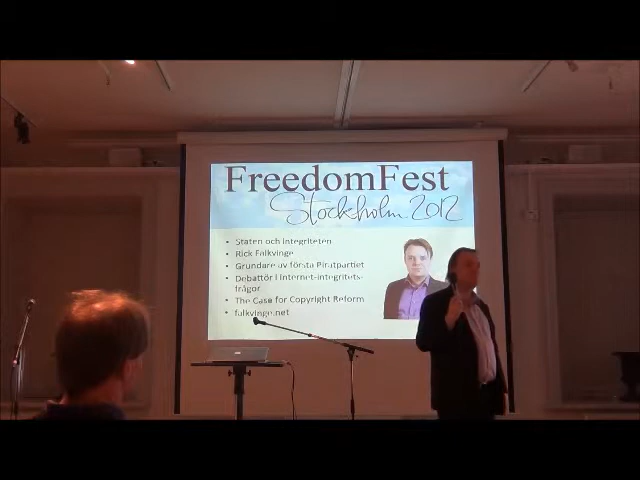 FreedomFest
Stockholm 2012
• Staten och integriteten
• Rick Falkvinge
• Grundare av första Piratpartiet
• Debattör i Internet-integritets-
frågor
• The Case for Copyright Reform
• falkvinge.net